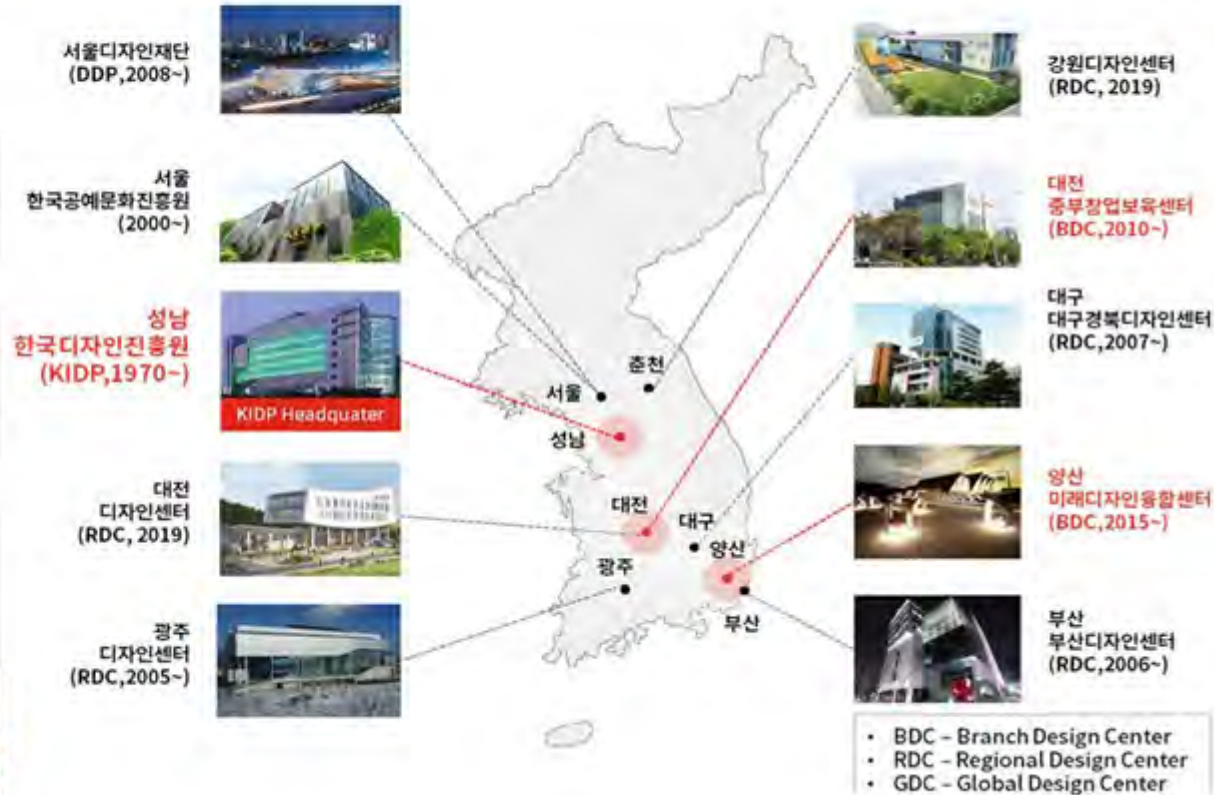 서울디자인재단
(DDP,2008~)
서울
한국공예문화진흥원
(2000~)
성남
한국디자인진흥원
(KIDP,1970~)
KIDP Headquater
대전
디자인센터
(RDC, 2019)
광주
디자인센터
(RDC,2005~)
춘천
서울
성남
대전
대구
양산
광주
부산
강원디자인센터
(RDC, 2019)
대전
중부창업보육센터
(BDC,2010~)
대구
대구경북디자인센터
(RDC,2007~)
양산
미래디자인융합센터
(BDC,2015~)
부산
부산디자인센터
(RDC,2006~)
• BDC – Branch Design Center
• RDC – Regional Design Center
• GDC – Global Design Center